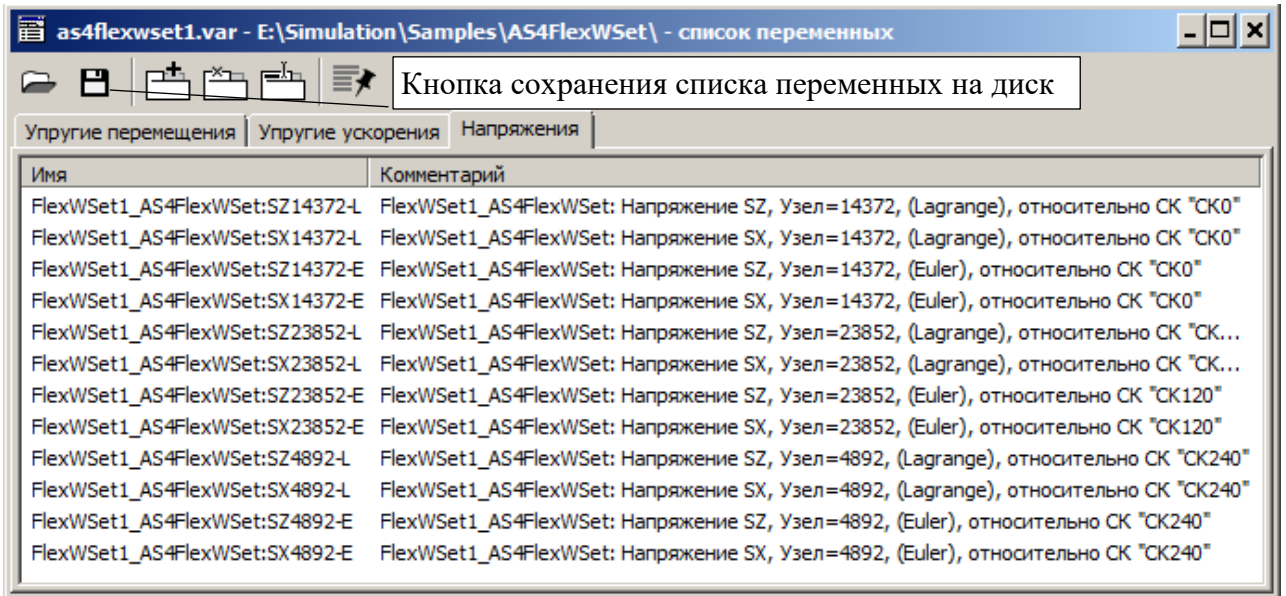 as4flexwset1.var - E:\Simulation\Samples\AS4FlexWSet\ - список переменных
Кнопка сохранения списка переменных на диск
Упругие перемещения Упругие ускорения Напряжения
Имя Комментарий
FlexWSet1_AS4FlexWSet:SZ14372-L FlexWSet1_AS4FlexWSet: Напряжение SZ, Узел=14372, (Lagrange), относительно СК "СК0"
FlexWSet1_AS4FlexWSet:SX14372-L FlexWSet1_AS4FlexWSet: Напряжение SX, Узел=14372, (Lagrange), относительно СК "СК0"
FlexWSet1_AS4FlexWSet:SZ14372-E FlexWSet1_AS4FlexWSet: Напряжение SZ, Узел=14372, (Euler), относительно СК "СК0"
FlexWSet1_AS4FlexWSet:SX14372-E FlexWSet1_AS4FlexWSet: Напряжение SX, Узел=14372, (Euler), относительно СК "СК0"
FlexWSet1_AS4FlexWSet:SZ23852-L FlexWSet1_AS4FlexWSet: Напряжение SZ, Узел=23852, (Lagrange), относительно СК "СК...
FlexWSet1_AS4FlexWSet:SX23852-L FlexWSet1_AS4FlexWSet: Напряжение SX, Узел=23852, (Lagrange), относительно СК "СК...
FlexWSet1_AS4FlexWSet:SZ23852-E FlexWSet1_AS4FlexWSet: Напряжение SZ, Узел=23852, (Euler), относительно СК "СК120"
FlexWSet1_AS4FlexWSet:SX23852-E FlexWSet1_AS4FlexWSet: Напряжение SX, Узел=23852, (Euler), относительно СК "СК120"
FlexWSet1_AS4FlexWSet:SZ4892-L FlexWSet1_AS4FlexWSet: Напряжение SZ, Узел=4892, (Lagrange), относительно СК "СК240"
FlexWSet1_AS4FlexWSet:SX4892-L FlexWSet1_AS4FlexWSet: Напряжение SX, Узел=4892, (Lagrange), относительно СК "СК240"
FlexWSet1_AS4FlexWSet:SZ4892-E FlexWSet1_AS4FlexWSet: Напряжение SZ, Узел=4892, (Euler), относительно СК "СК240"
FlexWSet1_AS4FlexWSet:SX4892-E FlexWSet1_AS4FlexWSet: Напряжение SX, Узел=4892, (Euler), относительно СК "СК240"